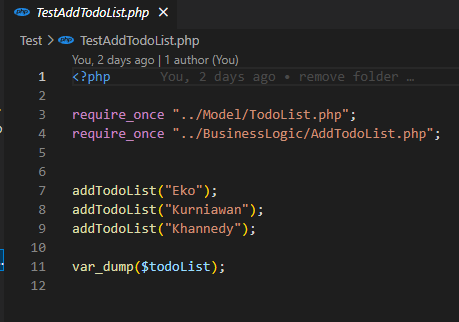 TestAddTodoList.php ×
Test > TestAddTodoList.php
You, 2 days ago | 1 author (You)
1 <?php You, 2 days ago • remove folder …
2
3 require_once "../Model/TodoList.php";
4 require_once "../BusinessLogic/AddTodoList.php";
5
6
7 addTodoList("Eko");
8 addTodoList("Kurniawan");
9 addTodoList("Khannedy");
10
11 var_dump($todoList);
12